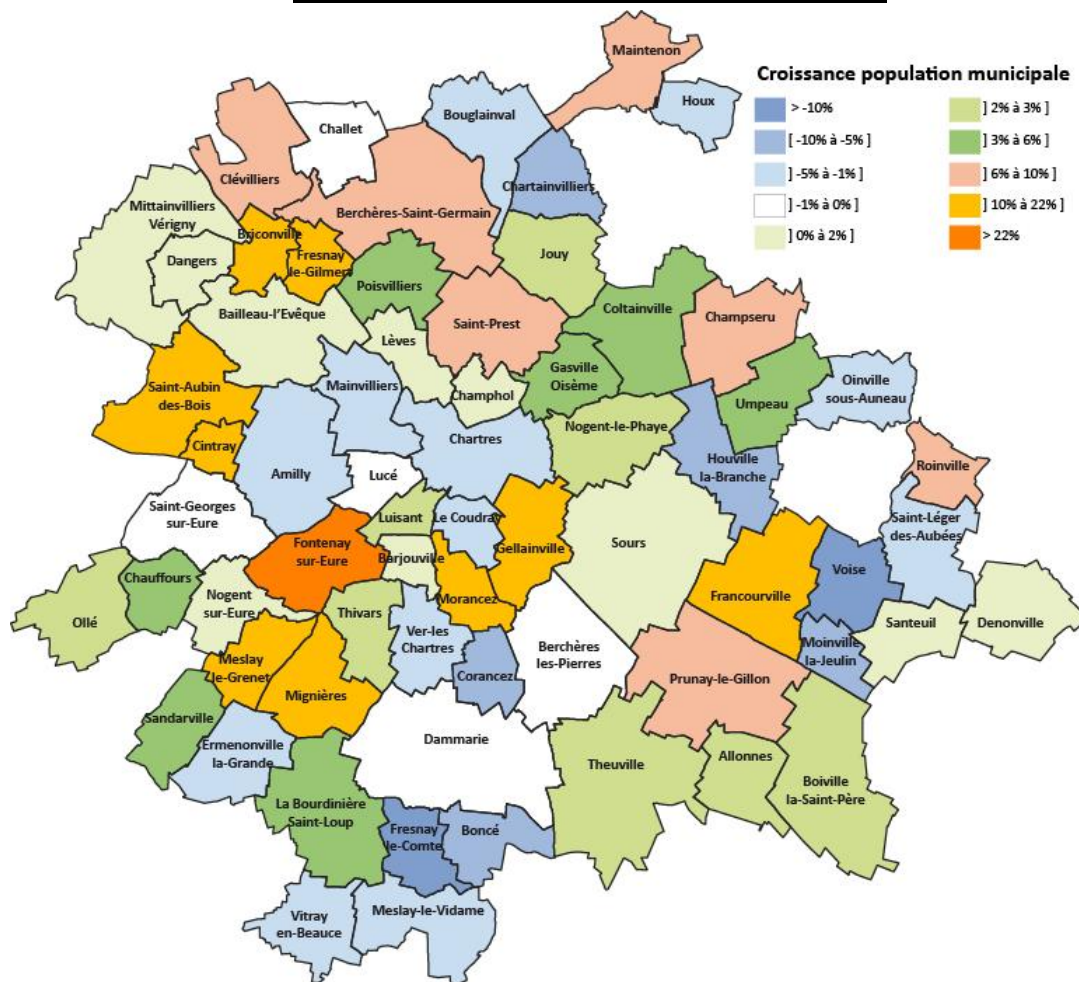 Croissance population municipale
> -10%
[ -10% à -5% ]
] -5% à -1% ]
] -1% à 0% ]
] 0% à 2% ]
] 2% à 3% ]
] 3% à 6% ]
] 6% à 10% ]
] 10% à 22% ]
> 22%
Maintenon
Houx
Bouglainval
Challet
Clévilliers
Chartainvilliers
Mittainvilliers
Vérigny
Berchères-Saint-Germain
Briconville
Fresnay
le-Gilmert
Dangers
Jouy
Poisvilliers
Bailleau-l'Evêque
Saint-Prest
Coltainville
Champseru
Lèves
Gasville
Oisème
Saint-Aubin
des-Bois
Mainvilliers
Champhol
Umpeau
Oinville
sous-Auneau
Nogent-le-Phaye
Chartres
Cintray
Amilly
Houville
la-Branche
Roinville
Lucé
Saint-Georges
sur-Eure
Luisant
Le Coudray
Saint-Léger
des-Aubées
Fontenay
sur-Eure
Gellainville
Sours
Barjouville
Chauffours
Voise
Nogent
sur-Eure
Morancez
Francourville
Ollé
Thivars
Ver-les
Chartres
Santeuil
Denonville
Moinville
la-Jeulin
Berchères
les-Pierres
Meslay
le-Grenet
Corancez
Prunay-le-Gillon
Mignières
Sandarville
Ermenonville
la-Grande
Dammarie
Theuville
Allonnes
Boiville
la-Saint-Père
La Bourdinière
Saint-Loup
Fresnay
le-Comte
Boncé
Vitray
en-Beauce
Meslay-le-Vidame